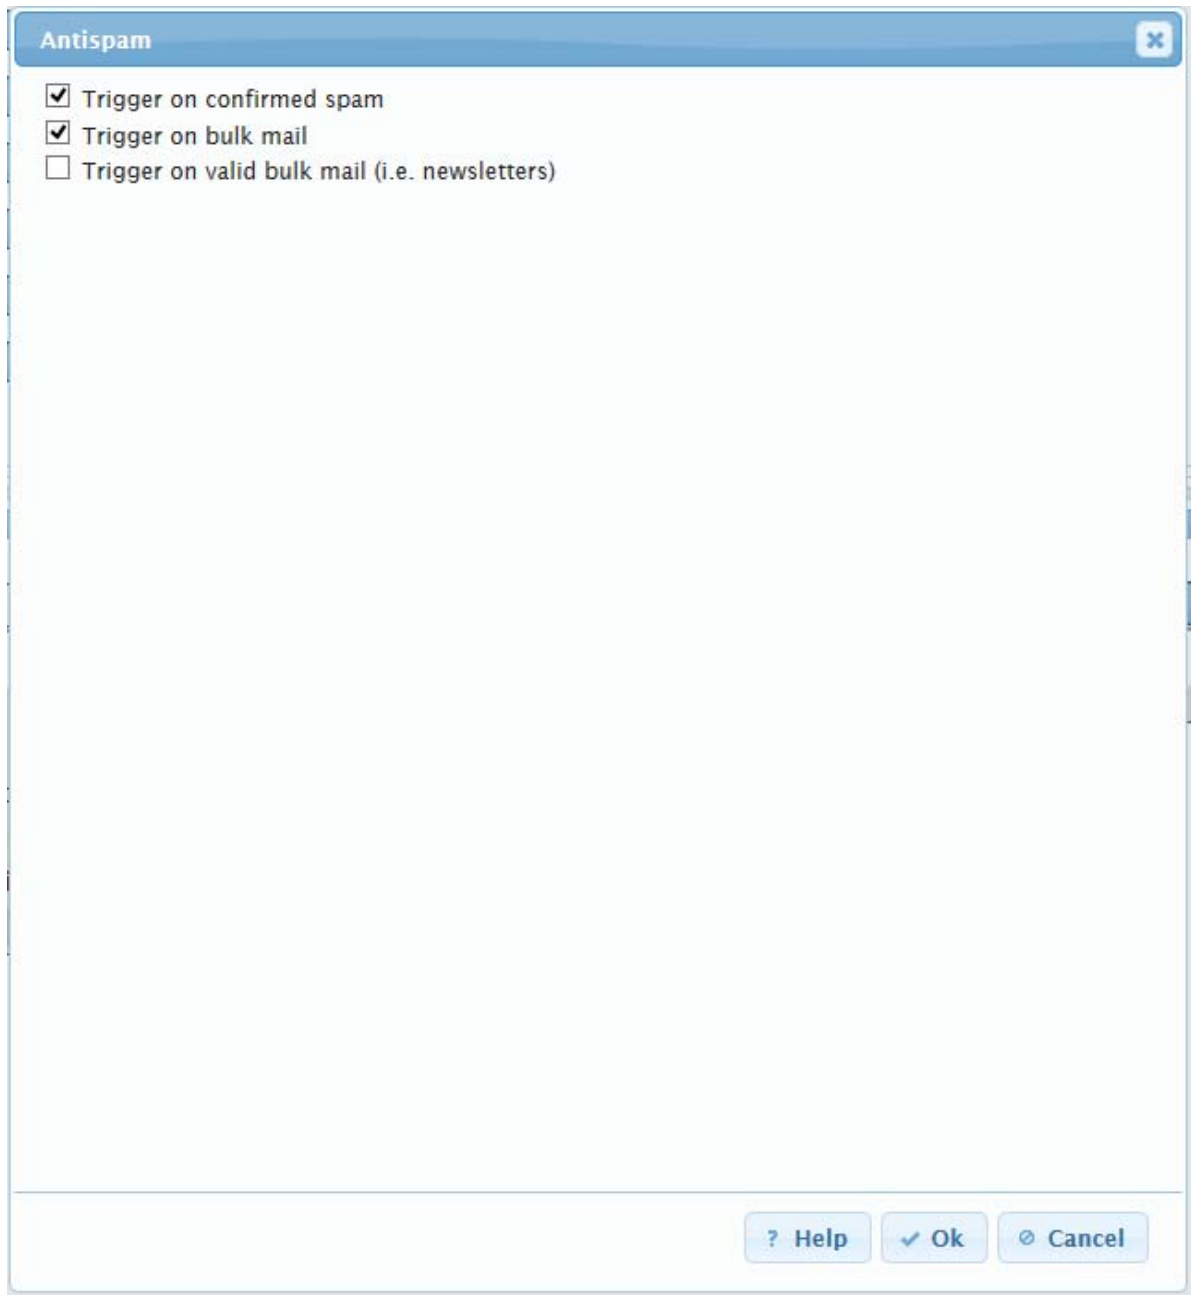 Antispam
Trigger on confirmed spam
Trigger on bulk mail
Trigger on valid bulk mail (i.e. newsletters)
? Help Ok Cancel